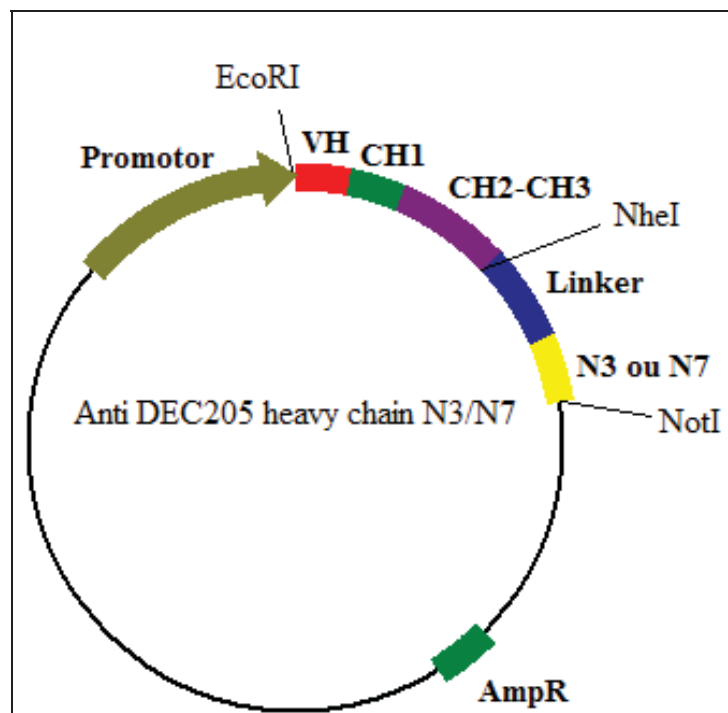 EcoRI
Promotor
VH
CH1
CH2-CH3
NheI
Linker
N3 ou N7
Anti DEC205 heavy chain N3/N7
NotI
AmpR